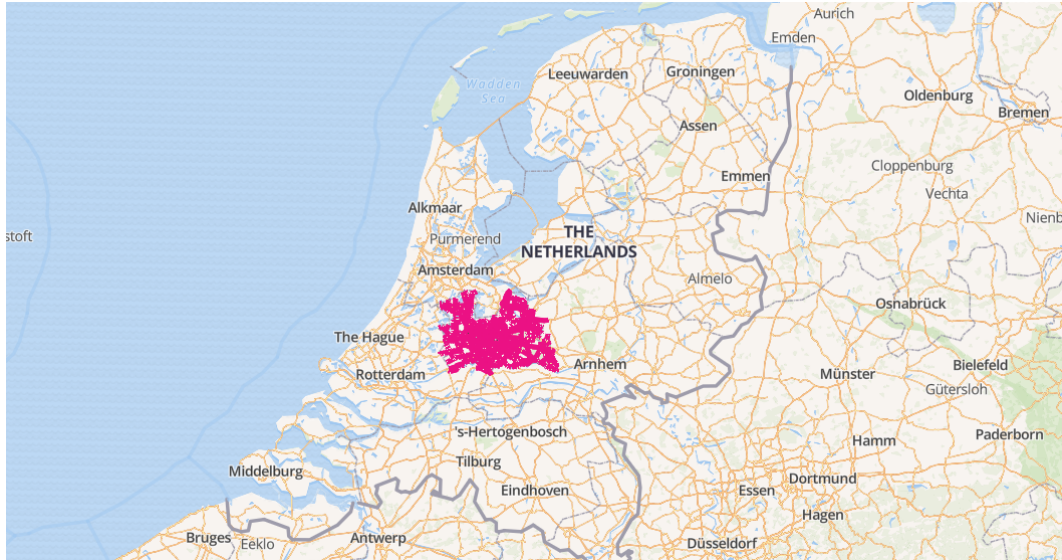 Aurich
Emden
Leeuwarden
Groningen
Wadden
Sea
Oldenburg
Bremen
Assen
Cloppenburg
Emmen
Vechta
Alkmaar
Nienb
stoft
Purmerend
THE
NETHERLANDS
Amsterdam
Almelo
Osnabrück
The Hague
Arnhem
Bielefeld
Rotterdam
Münster
Gütersloh
's-Hertogenbosch
Hamm
Paderborn
Tilburg
Middelburg
Dortmund
Essen
Eindhoven
Hagen
Bruges
Eeklo
Antwerp
Düsseldorf